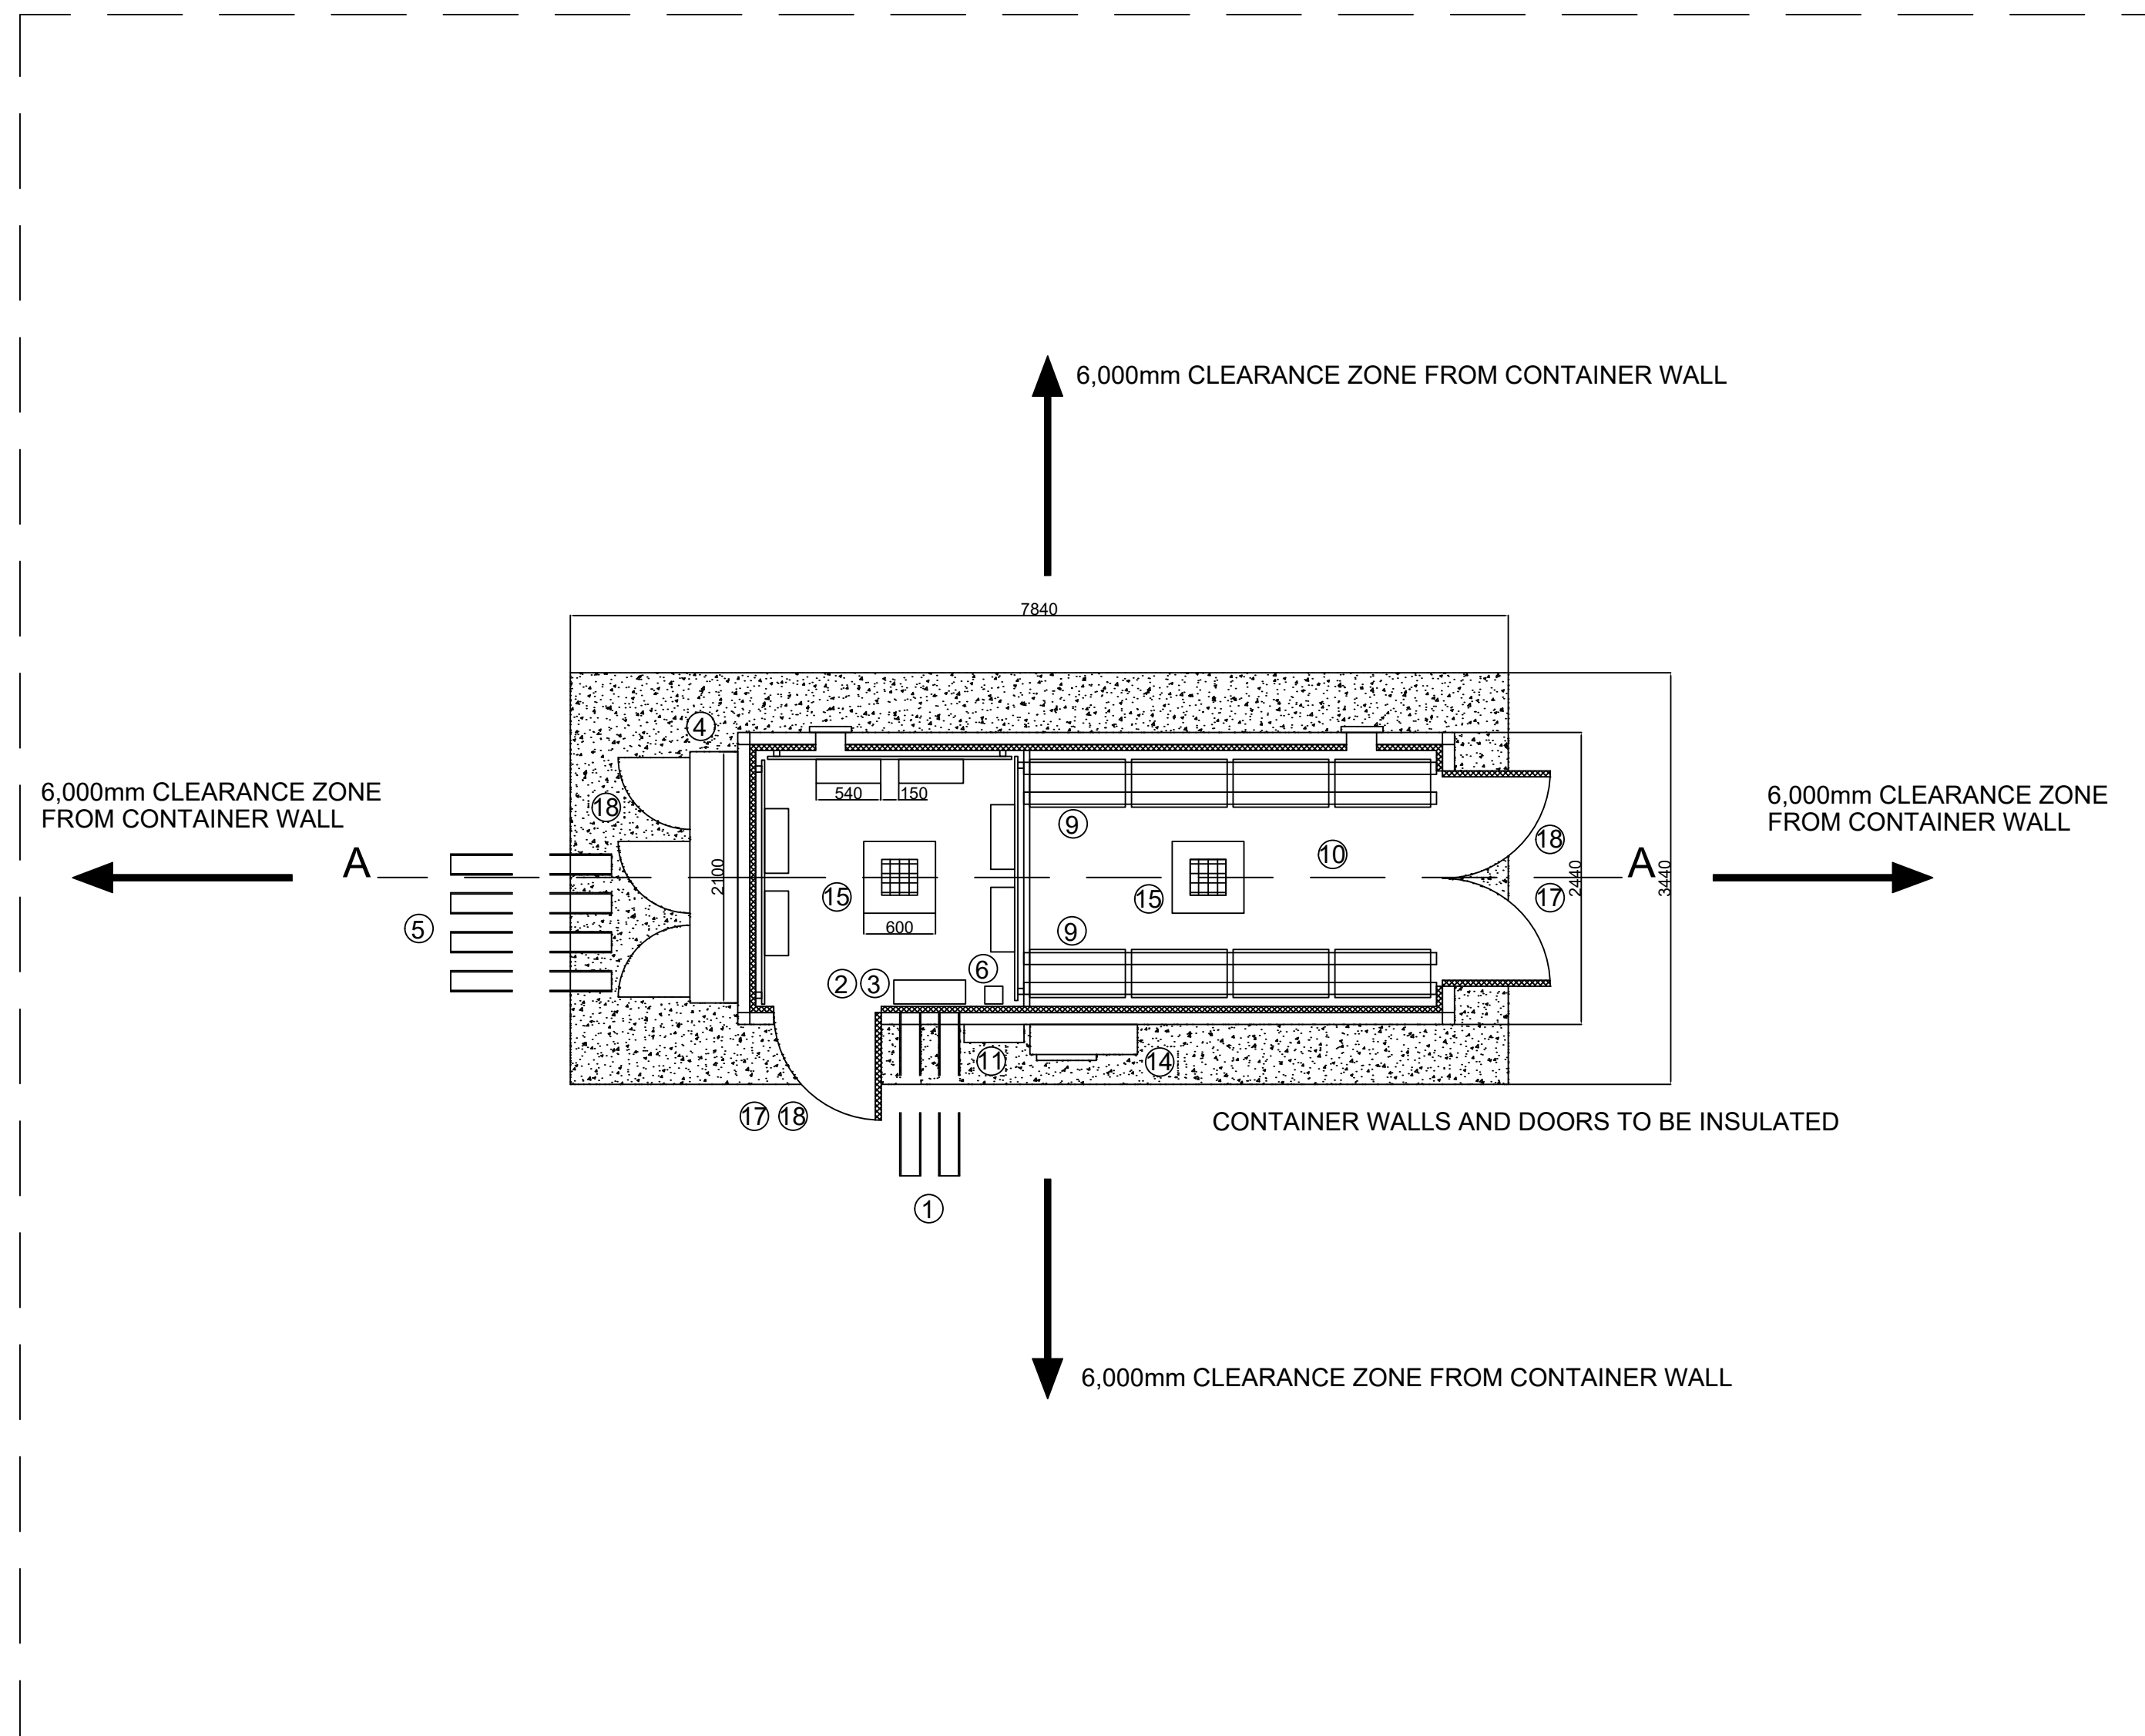 6,000mm CLEARANCE ZONE FROM CONTAINER WALL
7840
4
6,000mm CLEARANCE ZONE
FROM CONTAINER WALL
18
540
150
9
10
6,000mm CLEARANCE ZONE
FROM CONTAINER WALL
18
A
A
2100
15
15
17
2440
3440
5
600
9
6
2
3
11
14
17
18
CONTAINER WALLS AND DOORS TO BE INSULATED
1
6,000mm CLEARANCE ZONE FROM CONTAINER WALL